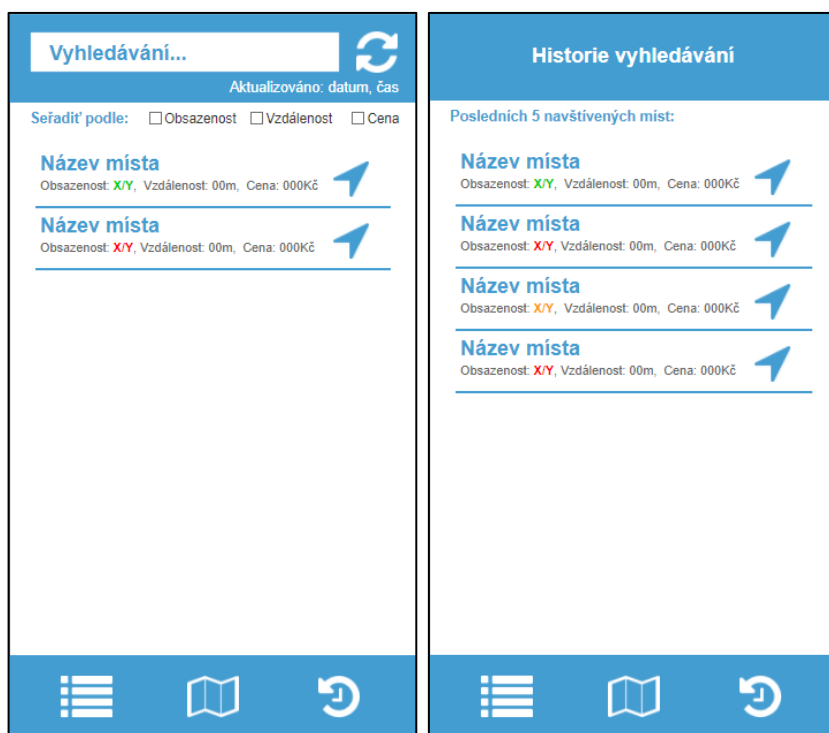 Vyhledávání...
Aktualizováno: datum, čas
Seřadiť podle: Obsazenost Vzdálenost Cena
Název místa
Obsazenost: X/Y, Vzdálenost: 00m, Cena: 000Kč
Název místa
Obsazenost: X/Y, Vzdálenost: 00m, Cena: 000Kč
Historie vyhledávání
Posledních 5 navštívených míst:
Název místa
Obsazenost: X/Y, Vzdálenost: 00m, Cena: 000Kč
Název místa
Obsazenost: X/Y, Vzdálenost: 00m, Cena: 000Kč
Název místa
Obsazenost: X/Y, Vzdálenost: 00m, Cena: 000Kč
Název místa
Obsazenost: X/Y, Vzdálenost: 00m, Cena: 000Kč